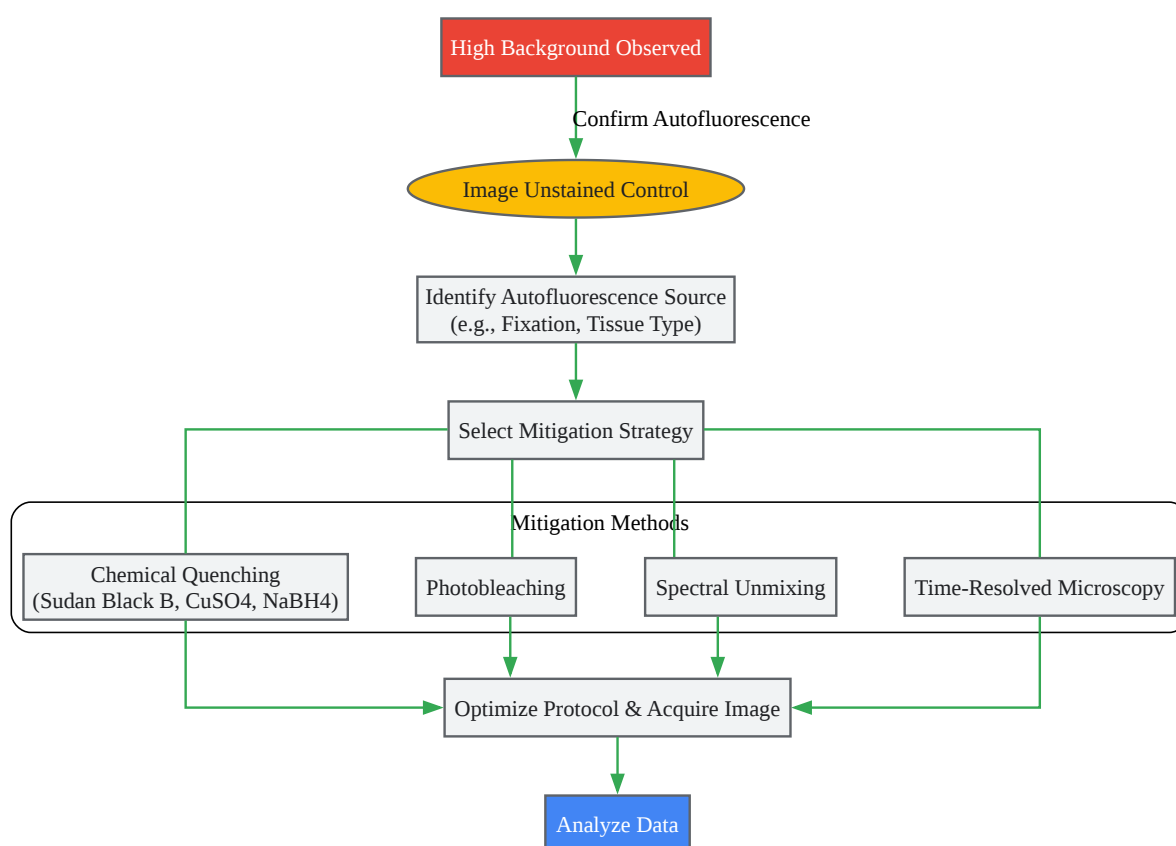 High Background Observed
Confirm Autofluorescence
Image Unstained Control
Identify Autofluorescence Source
(e.g., Fixation, Tissue Type)
Select Mitigation Strategy
Mitigation Methods
Chemical Quenching
(Sudan Black B, CuSO4, NaBH4)
Photobleaching
Spectral Unmixing
Time-Resolved Microscopy
Optimize Protocol & Acquire Image
Analyze Data